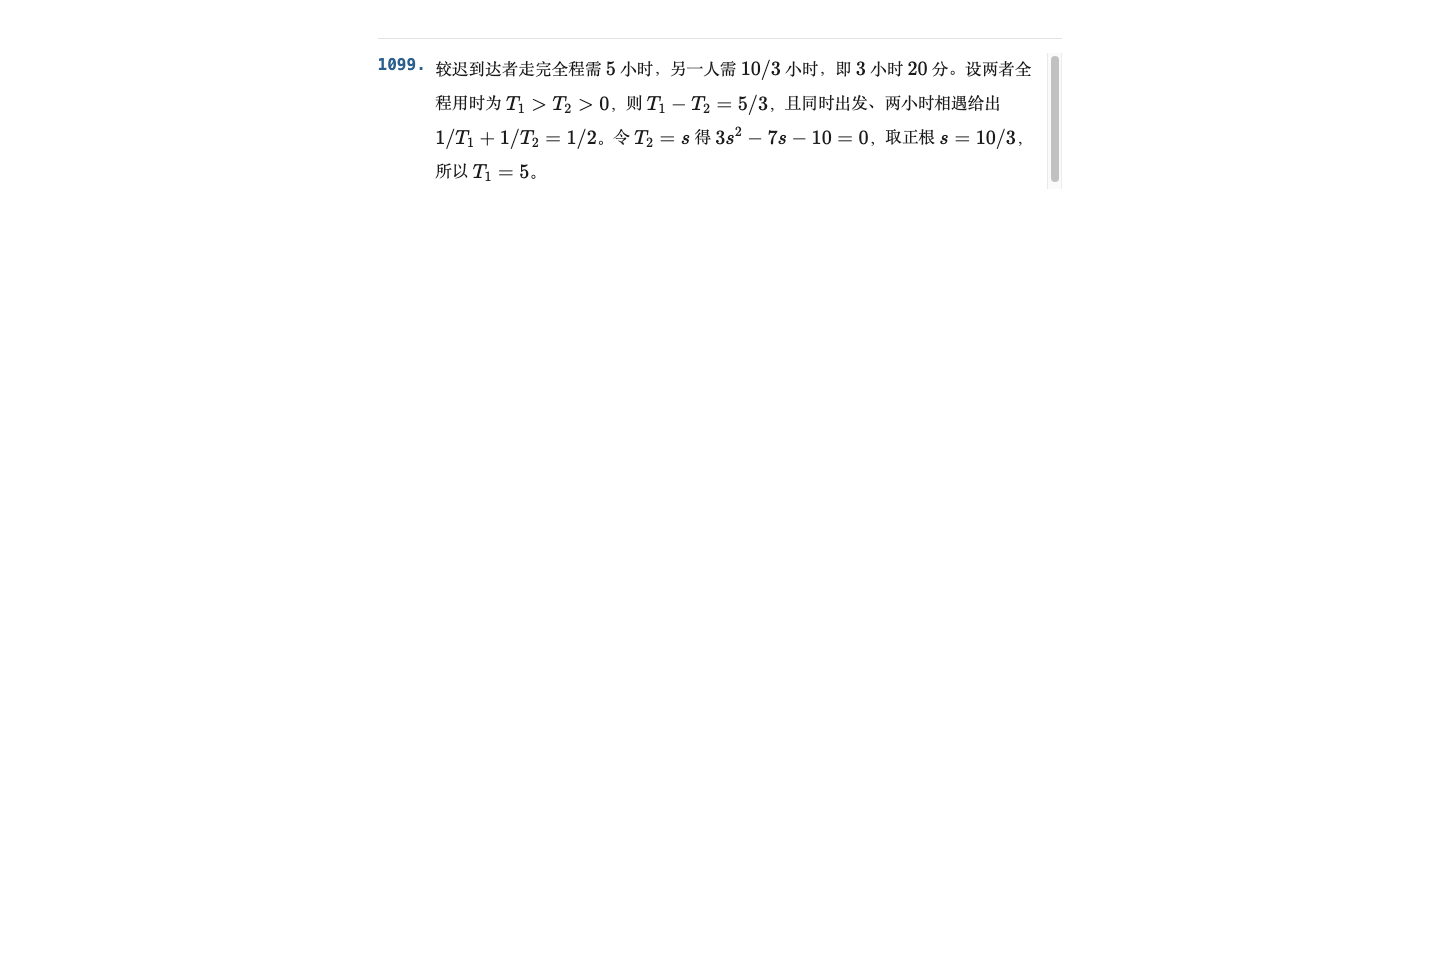 1099. 较迟到达者走完全程需 5 小时，另一人需 10/3 小时，即 3 小时 20 分。设两者全
程用时为 T₁ > T₂ > 0，则 T₁ − T₂ = 5/3，且同时出发、两小时相遇给出
1/T₁ + 1/T₂ = 1/2。令 T₂ = s 得 3s² − 7s − 10 = 0，取正根 s = 10/3，
所以 T₁ = 5。